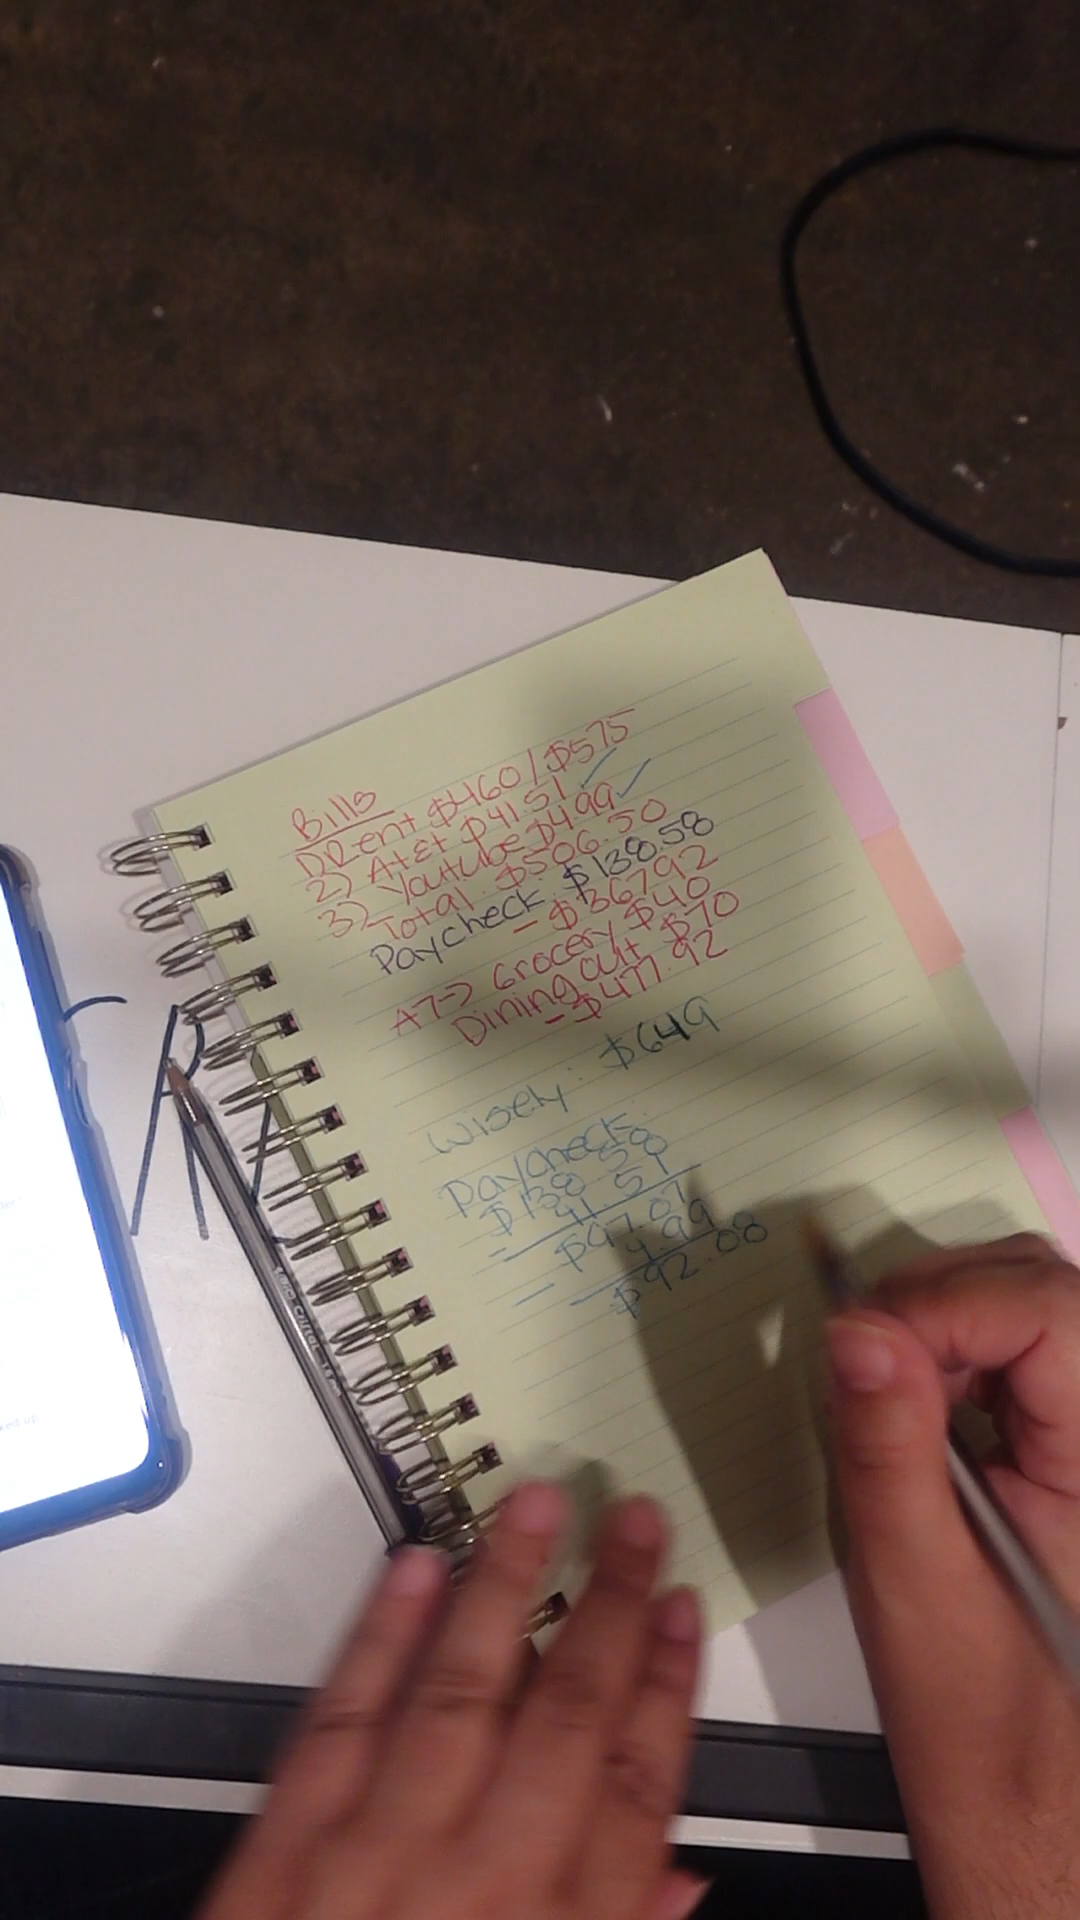 Bills
1) Rent $460 / $575
2) At&t $41.51 ✓
3) Youtube $4.99 ✓
Total: $506.50
Paycheck: $138.58
- $367.92
A7-> Grocery $40
Dining out $70
- $477.92
Wisely: $649
Paycheck:
$138 58
- 41 51
$97.07
- 4 99
$92.08